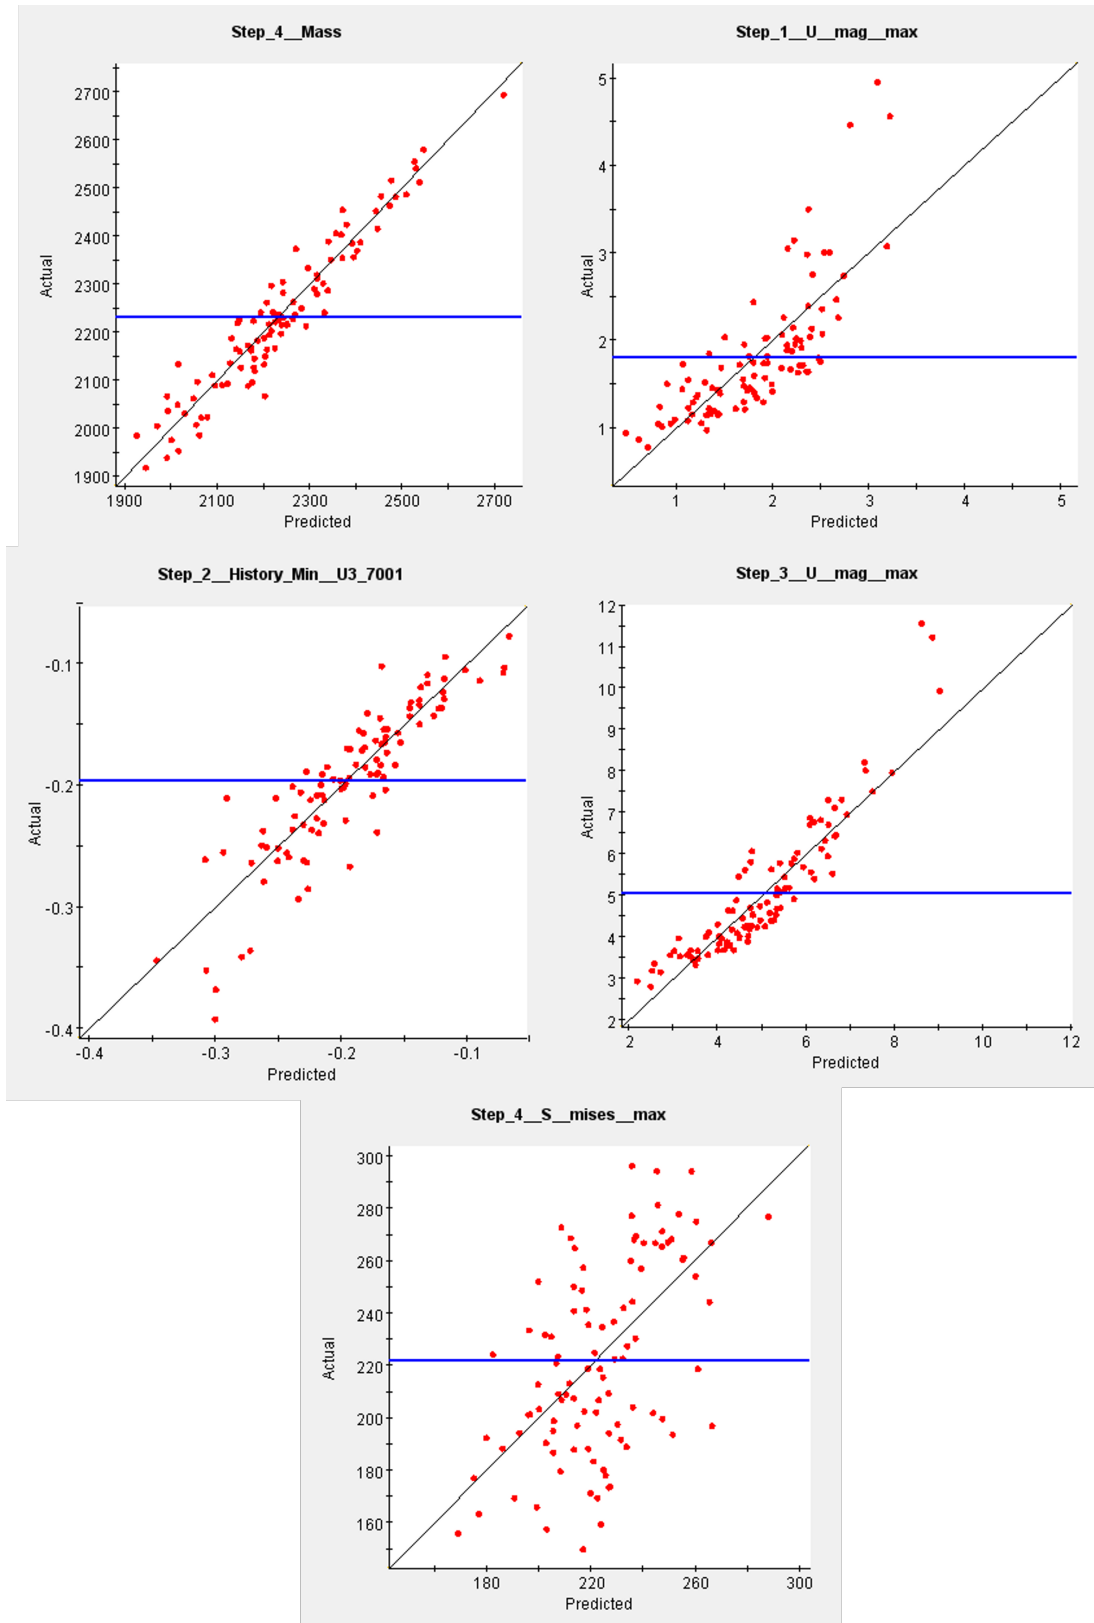 Step_4__Mass
2700
2600
2500
2400
2300
2200
2100
2000
1900
Actual
1900 2100 2300 2500 2700
Predicted
Step_1__U__mag__max
5
4
3
2
1
Actual
1 2 3 4 5
Predicted
Step_2__History_Min__U3_7001
-0.1
-0.2
-0.3
-0.4
Actual
-0.4 -0.3 -0.2 -0.1
Predicted
Step_3__U__mag__max
12
11
10
9
8
7
6
5
4
3
2
Actual
2 4 6 8 10 12
Predicted
Step_4__S__mises__max
300
280
260
240
220
200
180
160
Actual
180 220 260 300
Predicted